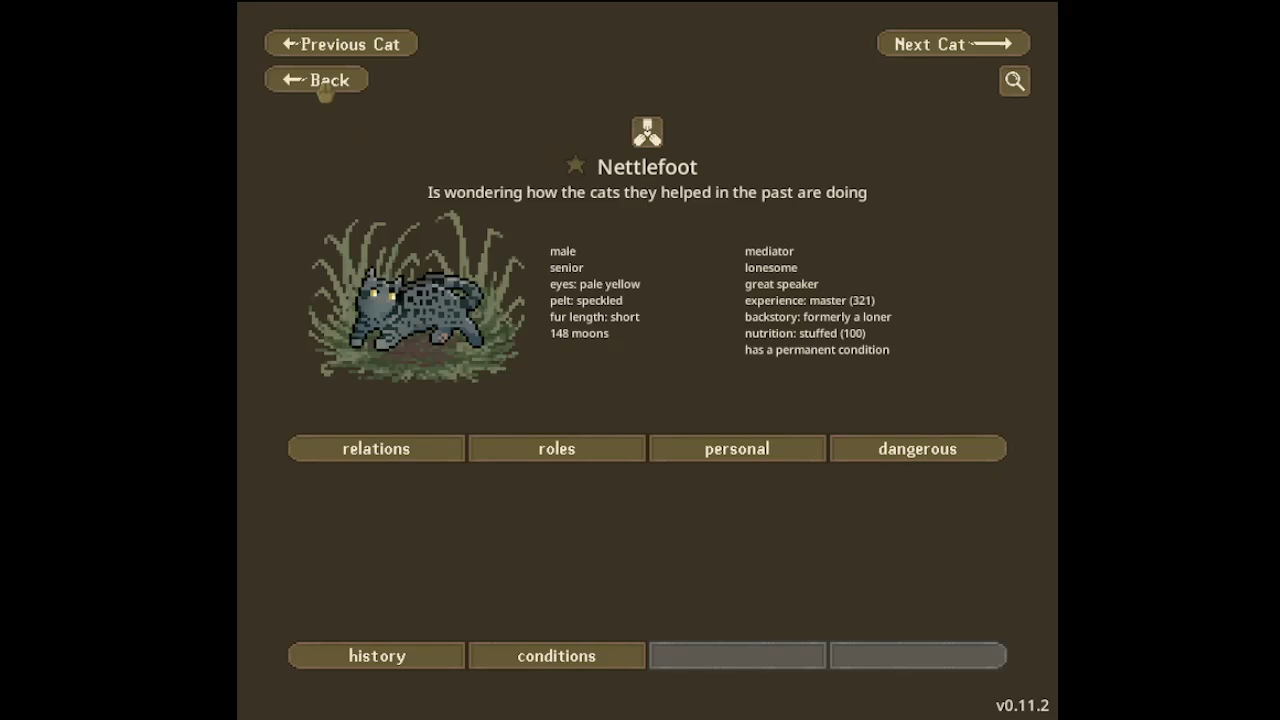 Previous Cat
Next Cat
Back
Nettlefoot
Is wondering how the cats they helped in the past are doing
male
senior
eyes: pale yellow
pelt: speckled
fur length: short
148 moons
mediator
lonesome
great speaker
experience: master (321)
backstory: formerly a loner
nutrition: stuffed (100)
has a permanent condition
relations
roles
personal
dangerous
history
conditions
v0.11.2